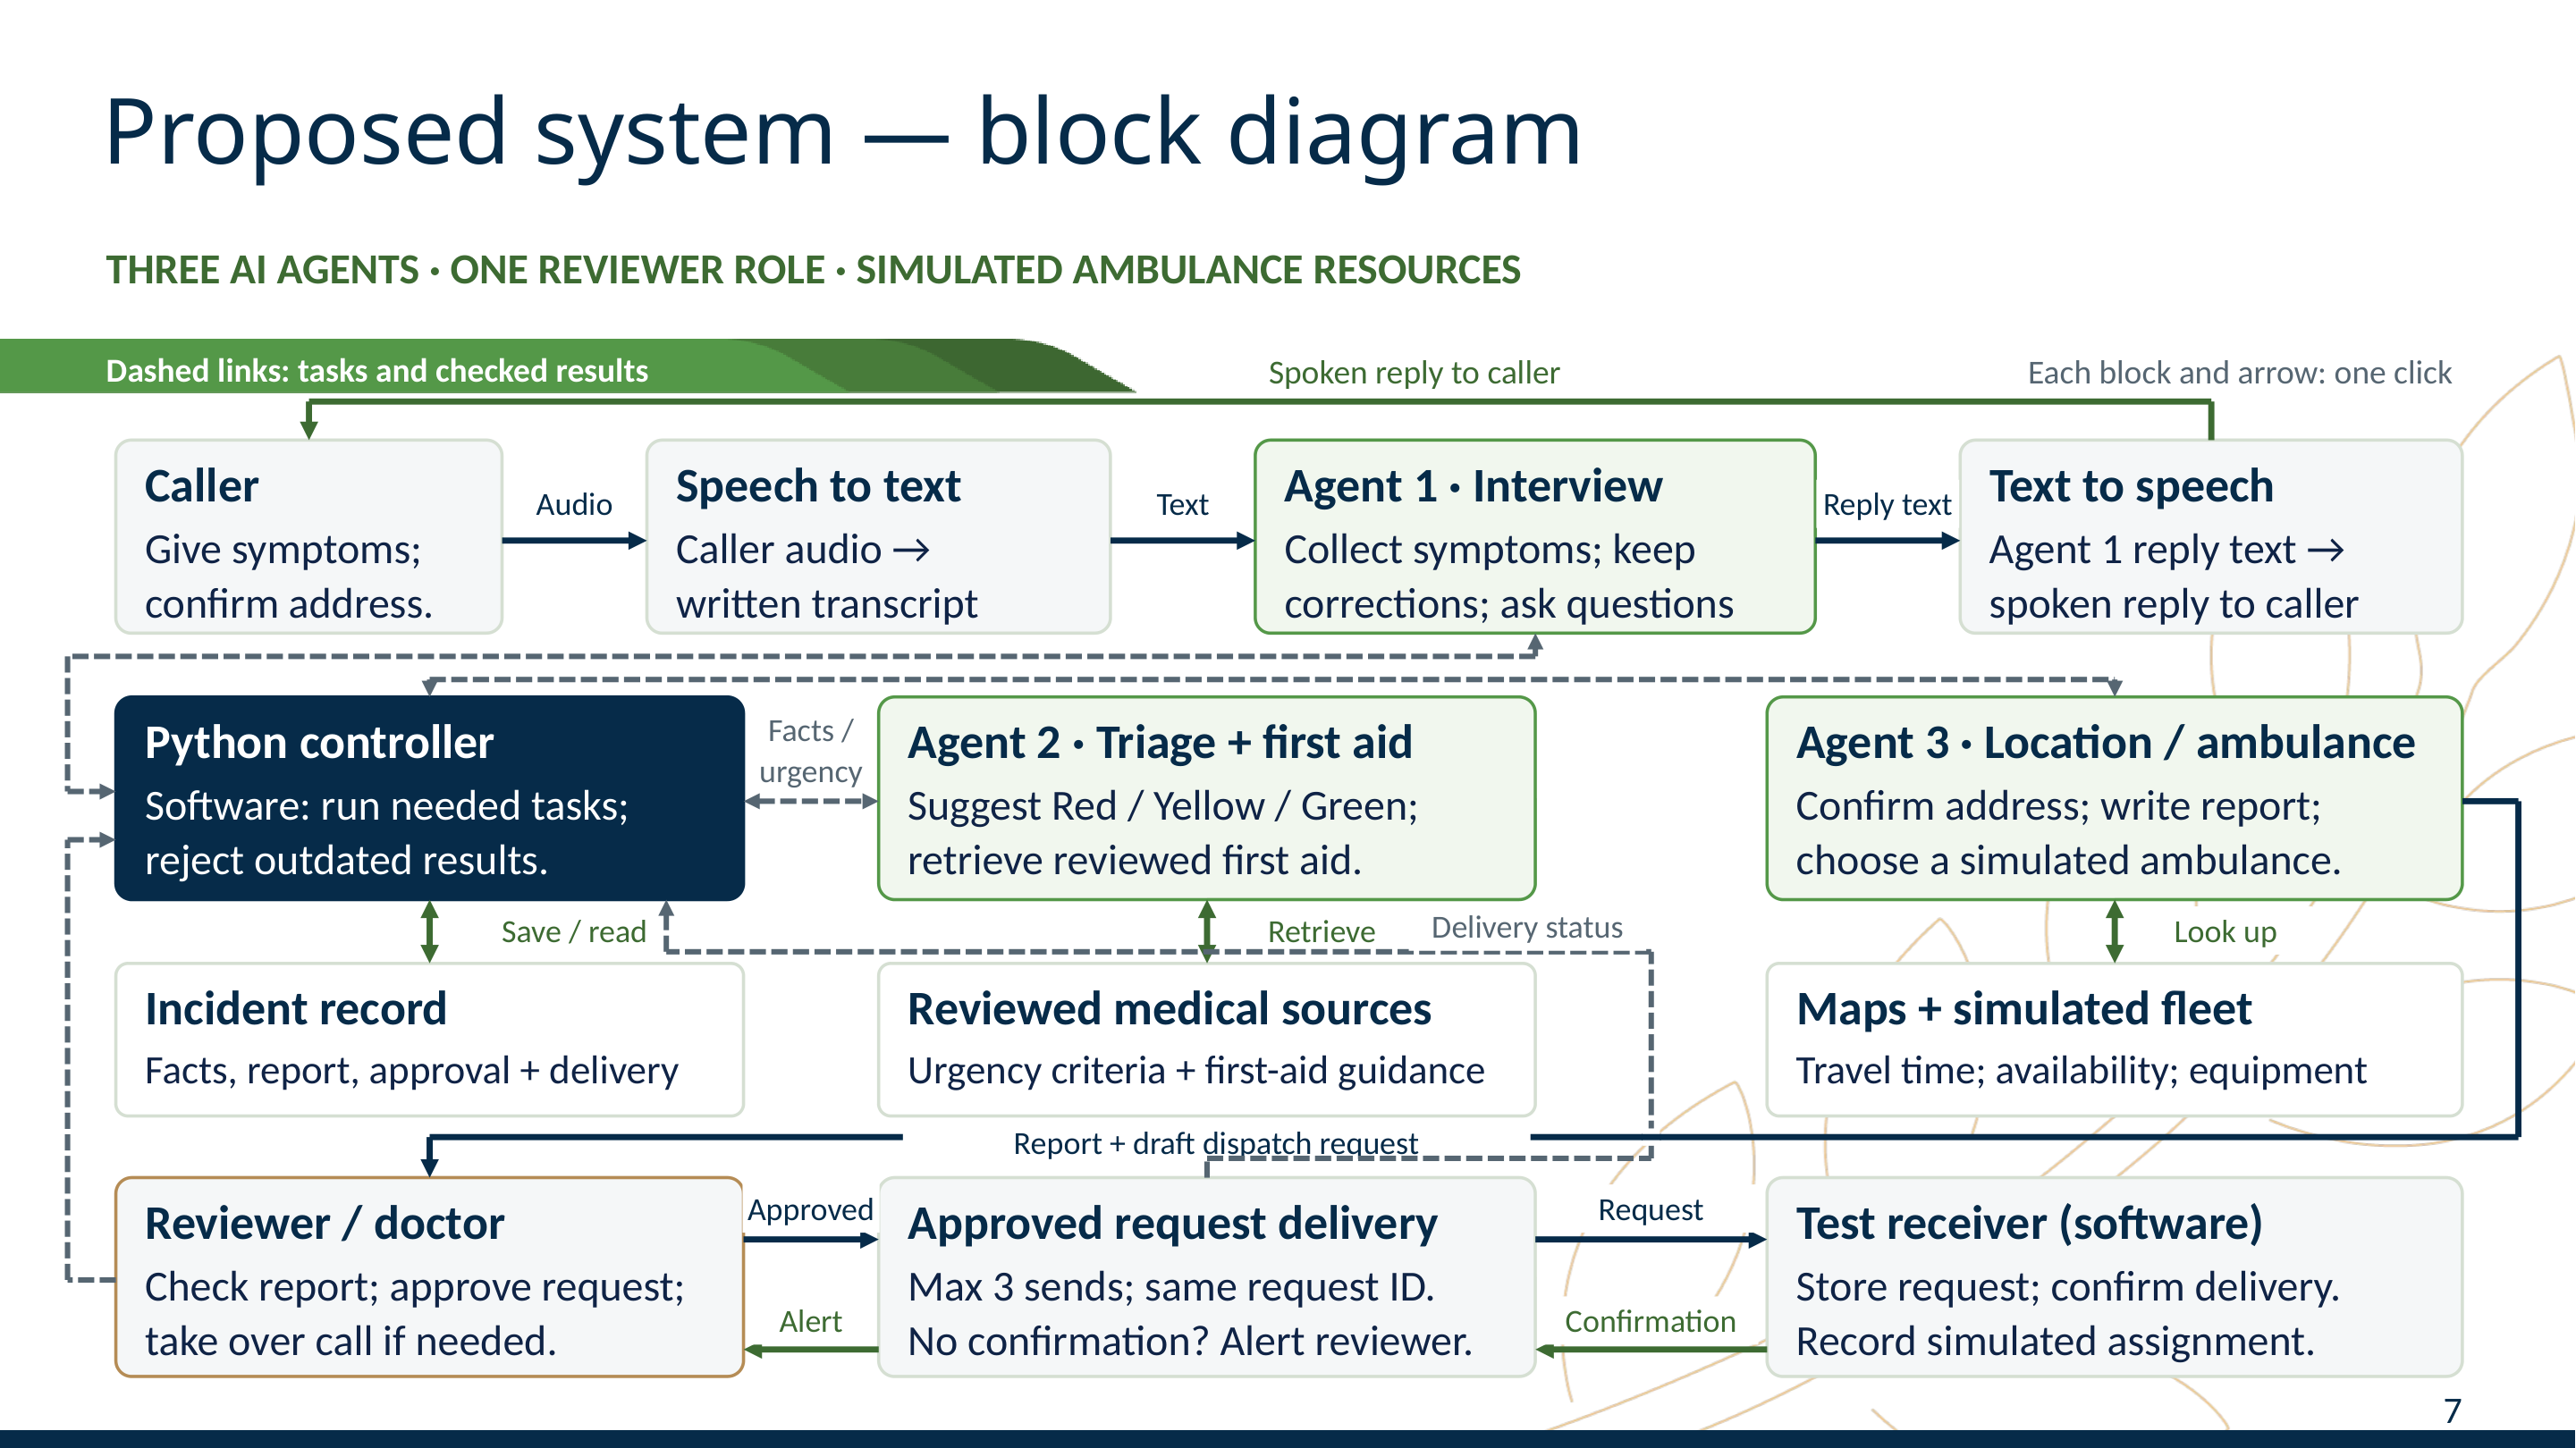 Proposed system — block diagram
THREE AI AGENTS · ONE REVIEWER ROLE · SIMULATED AMBULANCE RESOURCES
Dashed links: tasks and checked results
Spoken reply to caller
Each block and arrow: one click
Caller
Give symptoms;
confirm address.
Audio
Speech to text
Caller audio →
written transcript
Text
Agent 1 · Interview
Collect symptoms; keep
corrections; ask questions
Reply text
Text to speech
Agent 1 reply text →
spoken reply to caller
Python controller
Software: run needed tasks;
reject outdated results.
Facts /
urgency
Agent 2 · Triage + first aid
Suggest Red / Yellow / Green;
retrieve reviewed first aid.
Agent 3 · Location / ambulance
Confirm address; write report;
choose a simulated ambulance.
Save / read
Retrieve
Delivery status
Look up
Incident record
Facts, report, approval + delivery
Reviewed medical sources
Urgency criteria + first-aid guidance
Maps + simulated fleet
Travel time; availability; equipment
Report + draft dispatch request
Reviewer / doctor
Check report; approve request;
take over call if needed.
Approved
Alert
Approved request delivery
Max 3 sends; same request ID.
No confirmation? Alert reviewer.
Request
Confirmation
Test receiver (software)
Store request; confirm delivery.
Record simulated assignment.
7